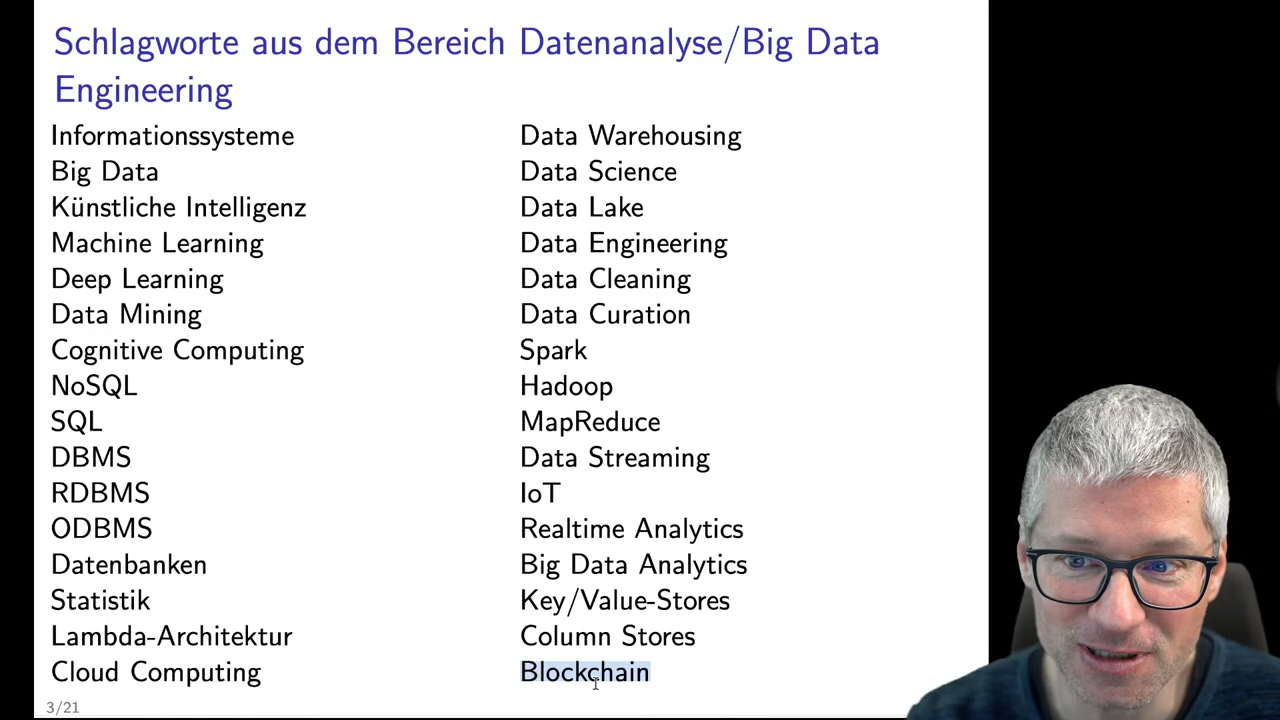 Schlagworte aus dem Bereich Datenanalyse/Big Data
Engineering
Informationssysteme
Big Data
Künstliche Intelligenz
Machine Learning
Deep Learning
Data Mining
Cognitive Computing
NoSQL
SQL
DBMS
RDBMS
ODBMS
Datenbanken
Statistik
Lambda-Architektur
Cloud Computing
Data Warehousing
Data Science
Data Lake
Data Engineering
Data Cleaning
Data Curation
Spark
Hadoop
MapReduce
Data Streaming
IoT
Realtime Analytics
Big Data Analytics
Key/Value-Stores
Column Stores
Blockchain
3/21